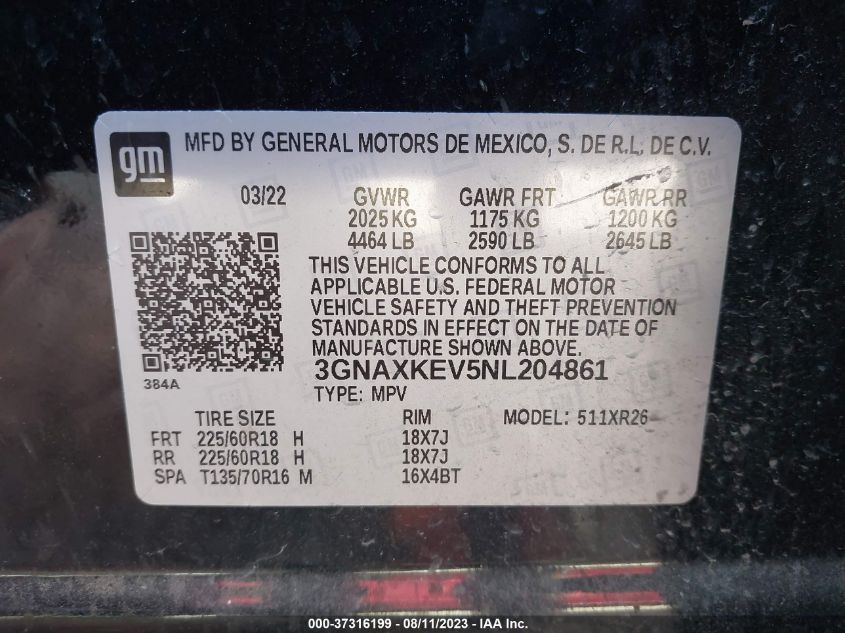 gm
MFD BY GENERAL MOTORS DE MEXICO, S. DE R.L. DE C.V.
03/22 GVWR GAWR FRT GAWR RR
2025 KG 1175 KG 1200 KG
4464 LB 2590 LB 2645 LB
THIS VEHICLE CONFORMS TO ALL
APPLICABLE U.S. FEDERAL MOTOR
VEHICLE SAFETY AND THEFT PREVENTION
STANDARDS IN EFFECT ON THE DATE OF
MANUFACTURE SHOWN ABOVE.
384A
3GNAXKEV5NL204861
TYPE: MPV
TIRE SIZE RIM MODEL: 511XR26
FRT 225/60R18 H 18X7J
RR 225/60R18 H 18X7J
SPA T135/70R16 M 16X4BT
000-37316199 - 08/11/2023 - IAA Inc.